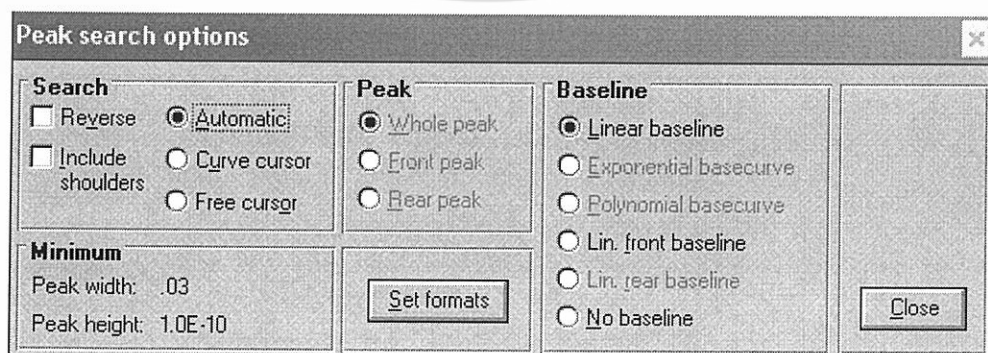 Peak search options
Search
Reverse
Automatic
Include
shoulders
Curve cursor
Free cursor
Minimum
Peak width: .03
Peak height: 1.0E-10
Peak
Whole peak
Front peak
Rear peak
Set formats
Baseline
Linear baseline
Exponential basecurve
Polynomial basecurve
Lin. front baseline
Lin. rear baseline
No baseline
Close